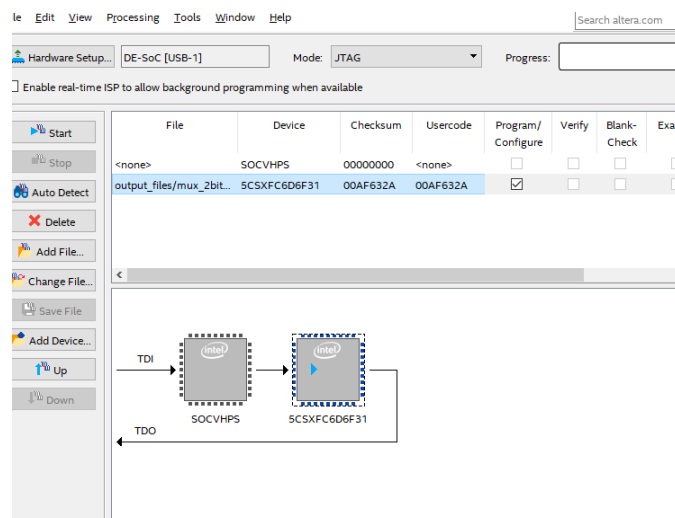 le Edit View Processing Tools Window Help
Search altera.com
Hardware Setup... DE-SoC [USB-1] Mode: JTAG Progress:
Enable real-time ISP to allow background programming when available
Start
Stop
Auto Detect
Delete
Add File...
Change File...
Save File
Add Device...
Up
Down
File Device Checksum Usercode Program/ Verify Blank- Exa
Configure Check
<none> SOCVHPS 00000000 <none>
output_files/mux_2bit... 5CSXFC6D6F31 00AF632A 00AF632A
intel intel
TDI
SOCVHPS 5CSXFC6D6F31
TDO